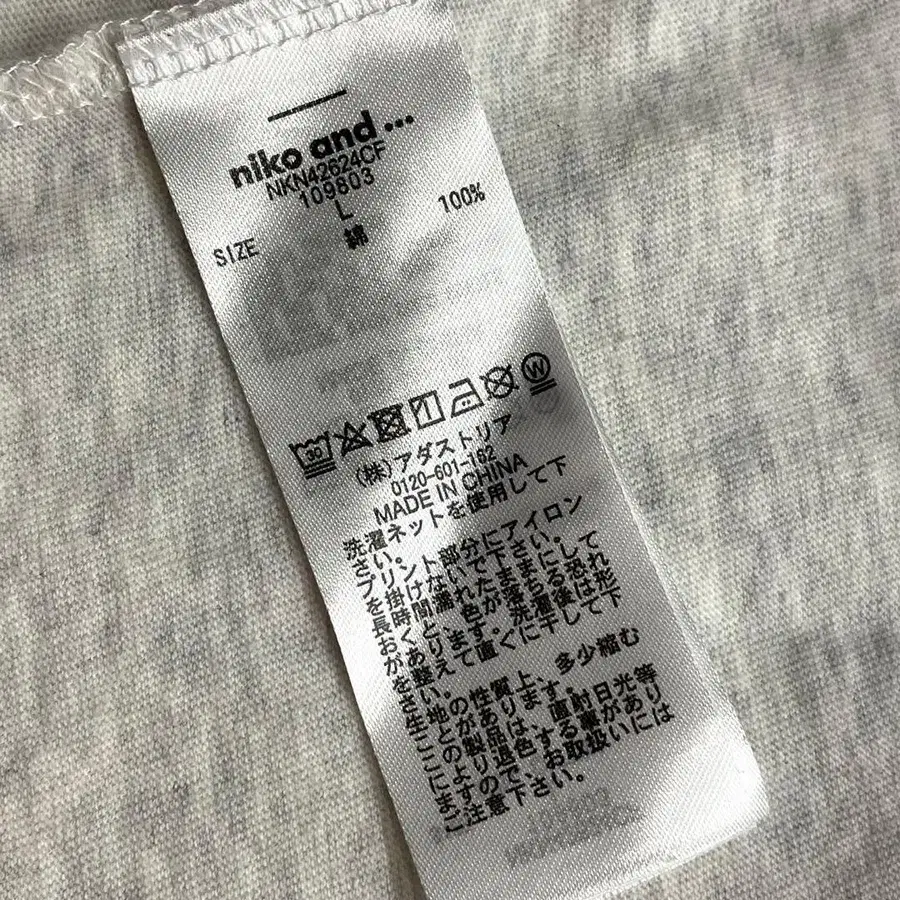 niko and ...
NKN42624CF
109803
SIZE L
綿 100%
30
W
(株)アダストリア
0120-601-162
MADE IN CHINA
洗濯ネットを使用して下
さい。
プリント部分にアイロン
を掛けないで下さい。
長時間濡れたままにして
おくと、色が落ちる恐れ
があります。洗濯後は形
を整えて直ぐに干して下
さい。
生地の性質上、多少縮む
ことがあります。
この製品は、直射日光等
により退色する事があり
ますので、お取扱いには
ご注意下さい。